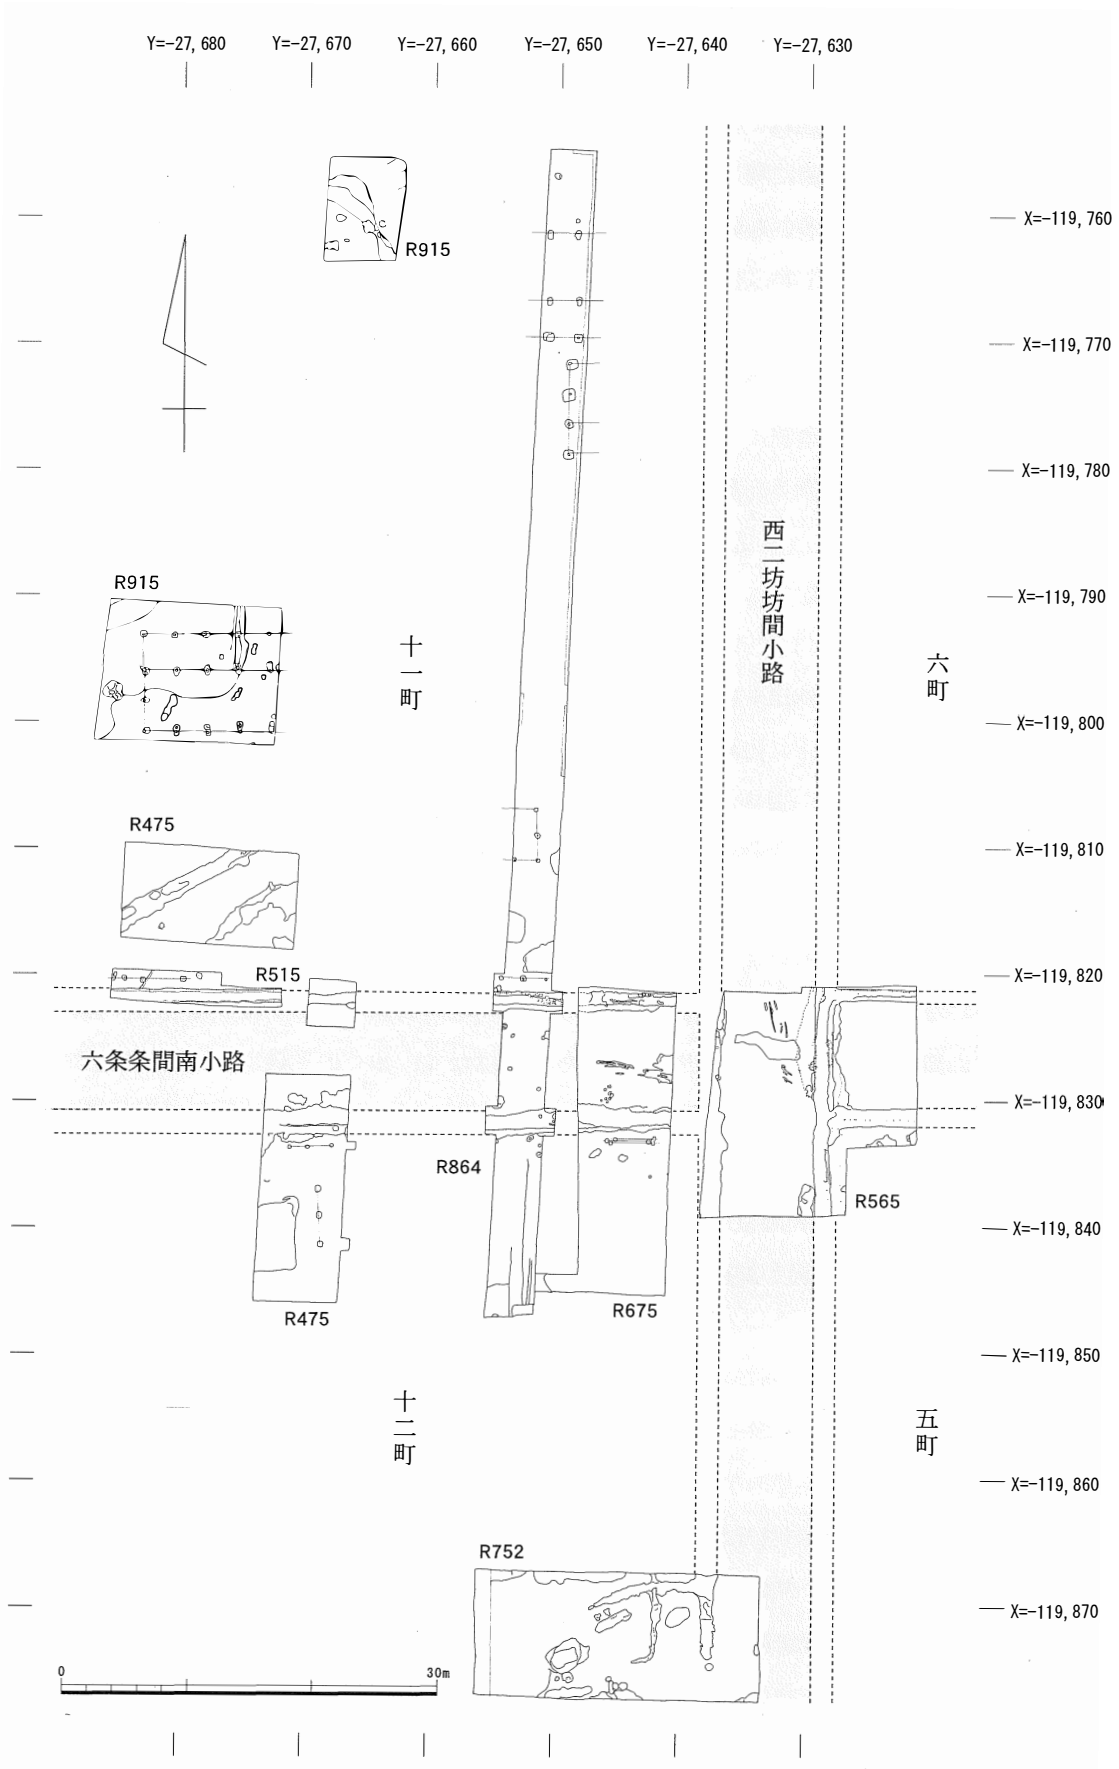 Y=-27,680
Y=-27,670
Y=-27,660
Y=-27,650
Y=-27,640
Y=-27,630
X=-119,760
R915
X=-119,770
X=-119,780
西二坊坊間小路
R915
X=-119,790
十一町
六町
X=-119,800
R475
X=-119,810
R515
X=-119,820
六条条間南小路
X=-119,830
R864
R565
X=-119,840
R475
R675
X=-119,850
十二町
五町
X=-119,860
R752
X=-119,870
0
30m